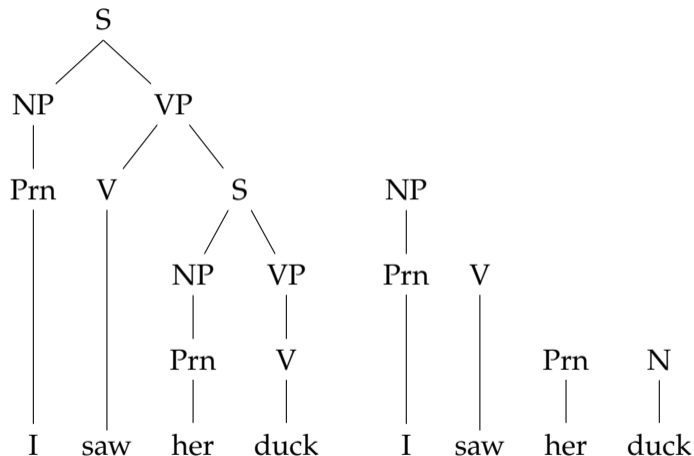 S
NP VP
Prn V S NP
NP VP Prn V
Prn V Prn N
I saw her duck I saw her duck